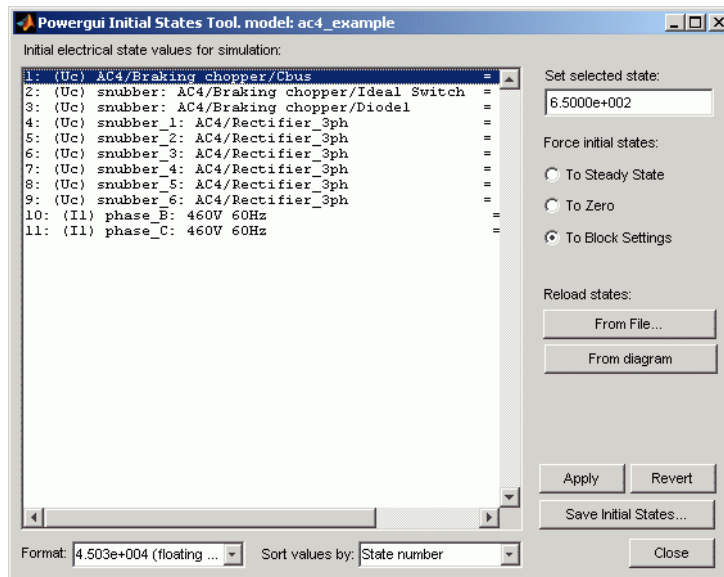 Powergui Initial States Tool. model: ac4_example
Initial electrical state values for simulation:
1: (Uc) AC4/Braking chopper/Cbus =
2: (Uc) snubber: AC4/Braking chopper/Ideal Switch =
3: (Uc) snubber: AC4/Braking chopper/Diode1 =
4: (Uc) snubber_1: AC4/Rectifier_3ph =
5: (Uc) snubber_2: AC4/Rectifier_3ph =
6: (Uc) snubber_3: AC4/Rectifier_3ph =
7: (Uc) snubber_4: AC4/Rectifier_3ph =
8: (Uc) snubber_5: AC4/Rectifier_3ph =
9: (Uc) snubber_6: AC4/Rectifier_3ph =
10: (Il) phase_B: 460V 60Hz =
11: (Il) phase_C: 460V 60Hz =
Set selected state:
6.5000e+002
Force initial states:
To Steady State
To Zero
To Block Settings
Reload states:
From File...
From diagram
Apply Revert
Save Initial States...
Format: 4.503e+004 (floating ... Sort values by: State number Close